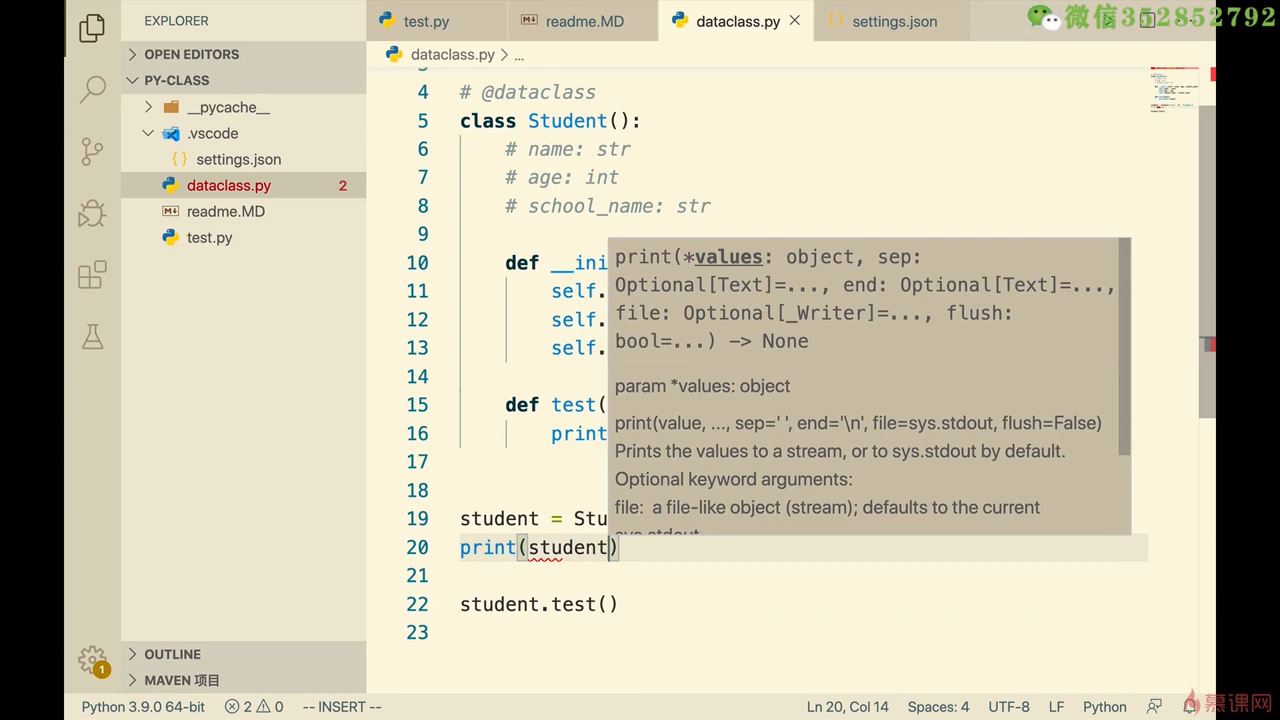 EXPLORER
OPEN EDITORS
PY-CLASS
__pycache__
.vscode
{} settings.json
dataclass.py 2
readme.MD
test.py
OUTLINE
MAVEN 项目
1
test.py readme.MD dataclass.py settings.json
微信352852792
dataclass.py > ...
4 # @dataclass
5 class Student():
6 # name: str
7 # age: int
8 # school_name: str
9
10 def __ini
11 self.
12 self.
13 self.
14
15 def test(
16 print
17
18
19 student = Stu
20 print(student)
21
22 student.test()
23
print(*values: object, sep:
Optional[Text]=..., end: Optional[Text]=...,
file: Optional[_Writer]=..., flush:
bool=...) -> None
param *values: object
print(value, ..., sep=' ', end='\n', file=sys.stdout, flush=False)
Prints the values to a stream, or to sys.stdout by default.
Optional keyword arguments:
file: a file-like object (stream); defaults to the current
sys.stdout
Python 3.9.0 64-bit 2 0 -- INSERT -- Ln 20, Col 14 Spaces: 4 UTF-8 LF Python
慕课网